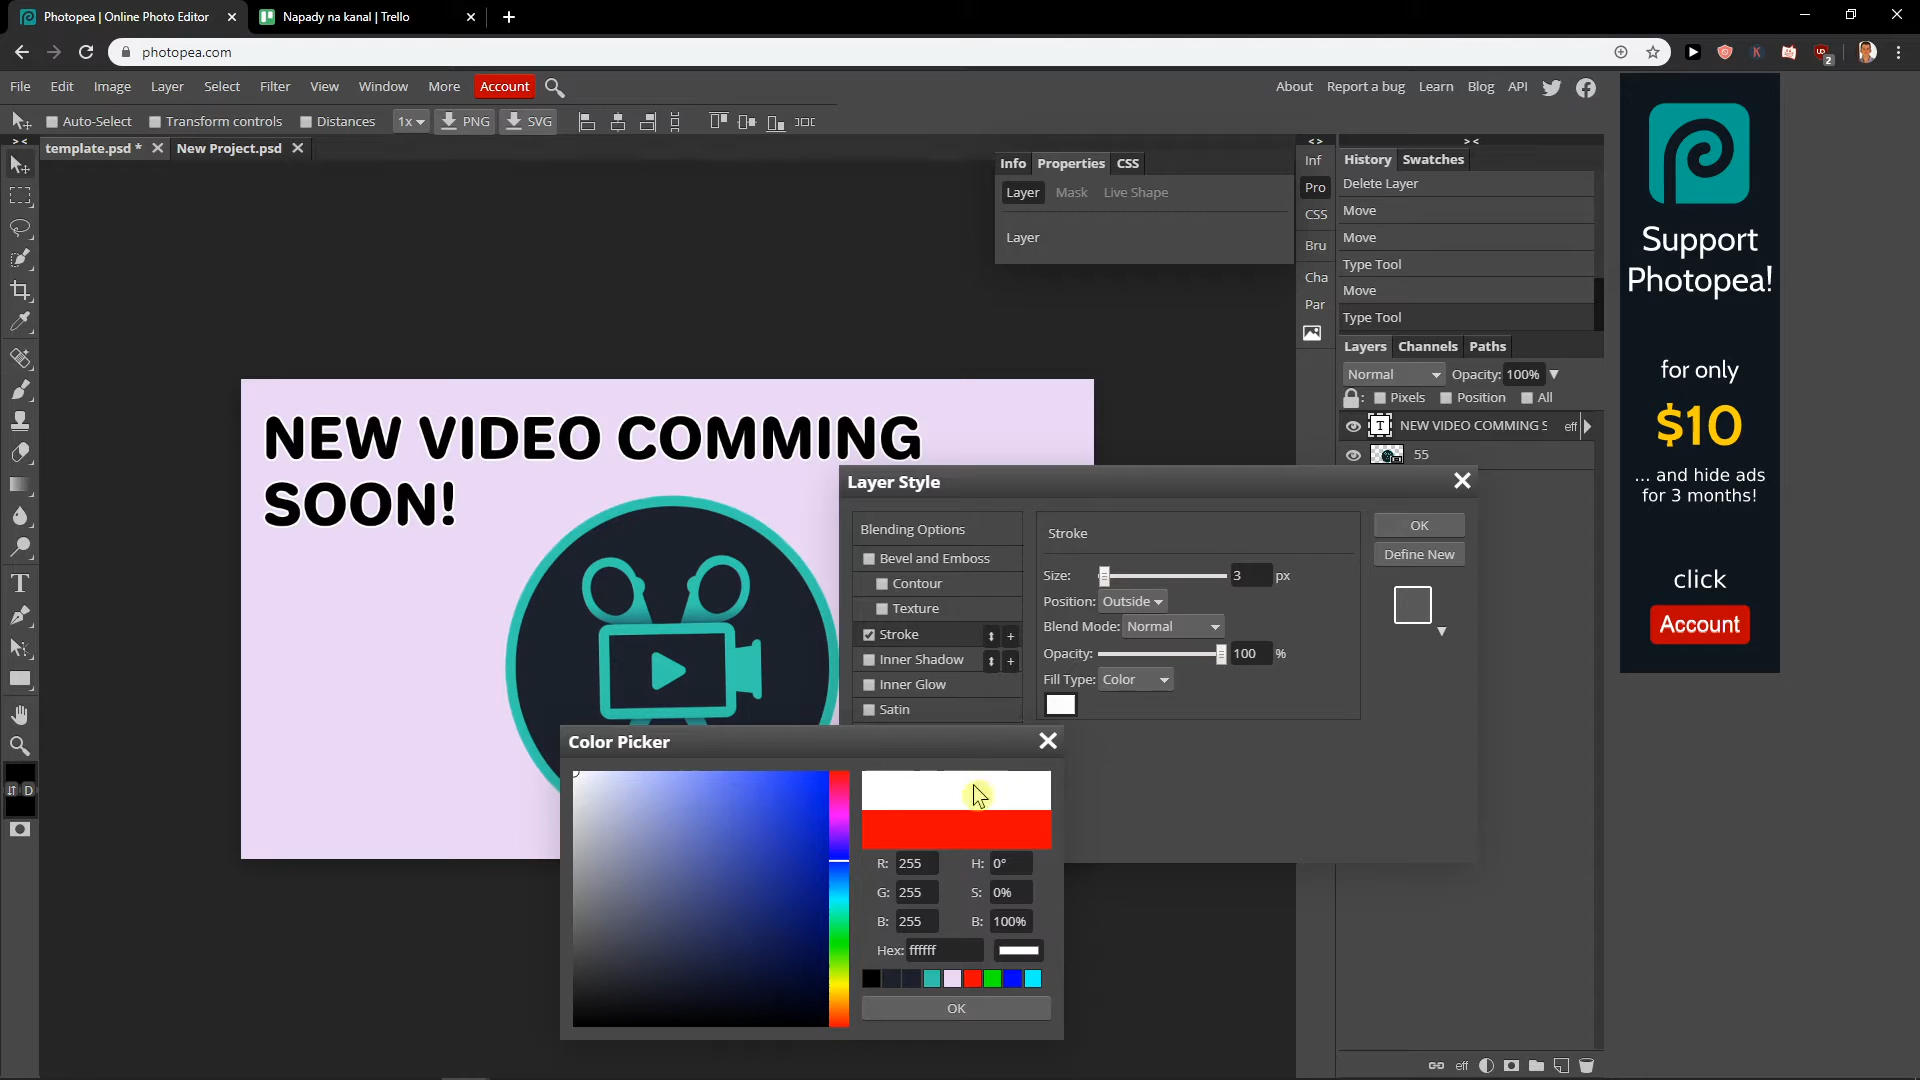 Photopea | Online Photo Editor
Napady na kanal | Trello
photopea.com
2
File Edit Image Layer Select Filter View Window More Account
About Report a bug Learn Blog API
Auto-Select Transform controls Distances 1x PNG SVG
template.psd * New Project.psd
Info Properties CSS
Layer Mask Live Shape
Layer
Inf
Pro
CSS
Bru
Cha
Par
History Swatches
Delete Layer
Move
Move
Type Tool
Move
Type Tool
Layers Channels Paths
Normal Opacity: 100%
: Pixels Position All
T NEW VIDEO COMMING S eff
55
Support
Photopea!
for only
$10
... and hide ads
for 3 months!
click
Account
NEW VIDEO COMMING
SOON!
Layer Style
Blending Options
Bevel and Emboss
Contour
Texture
Stroke +
Inner Shadow +
Inner Glow
Satin
Stroke
Size: 3 px
Position: Outside
Blend Mode: Normal
Opacity: 100 %
Fill Type: Color
OK
Define New
Color Picker
R: 255 H: 0°
G: 255 S: 0%
B: 255 B: 100%
Hex: ffffff
OK
T
D
eff